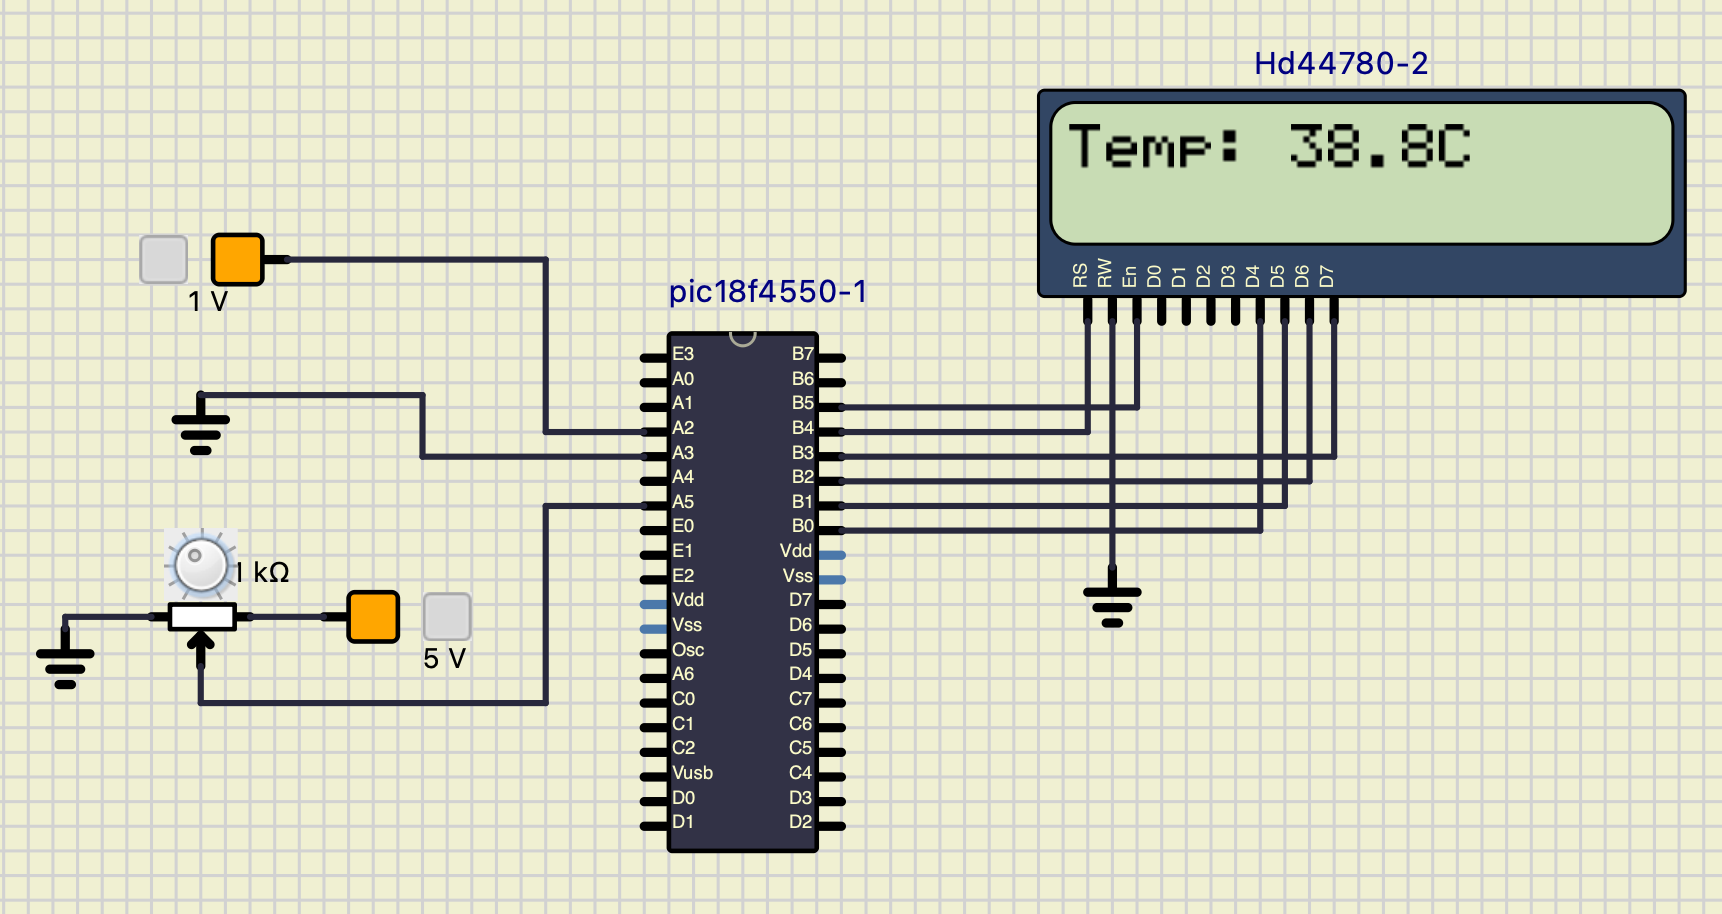 Hd44780-2
Temp: 38.8C
RS RW En D0 D1 D2 D3 D4 D5 D6 D7
1 V
pic18f4550-1
E3 B7
A0 B6
A1 B5
A2 B4
A3 B3
A4 B2
A5 B1
E0 B0
E1 Vdd
E2 Vss
Vdd D7
Vss D6
Osc D5
A6 D4
C0 C7
C1 C6
C2 C5
Vusb C4
D0 D3
D1 D2
1 kΩ
5 V